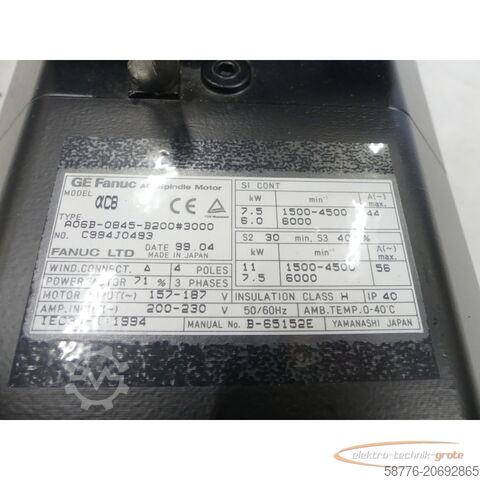 GE Fanuc AC Spindle Motor
MODEL αC8
TYPE A06B-0845-B200#3000
NO. C994J0493
DATE 99.04
FANUC LTD MADE IN JAPAN
WIND.CONNECT. △ 4 POLES
POWER FACTOR 71 % 3 PHASES
MOTOR INPUT(~) 157-187 V
AMP.INPUT(~) 200-230 V
1994
S1 CONT
kW min⁻¹ A(~) max.
7.5 1500-4500 44
6.0 6000
S2 30 min, S3 40 %
kW min⁻¹ A(~) max.
11 1500-4500 56
7.5 6000
INSULATION CLASS H IP 40
50/60Hz AMB.TEMP.0-40℃
MANUAL No. B-65152E YAMANASHI JAPAN
CE
Machineseeker
elektro-technik-grote
58776-20692865